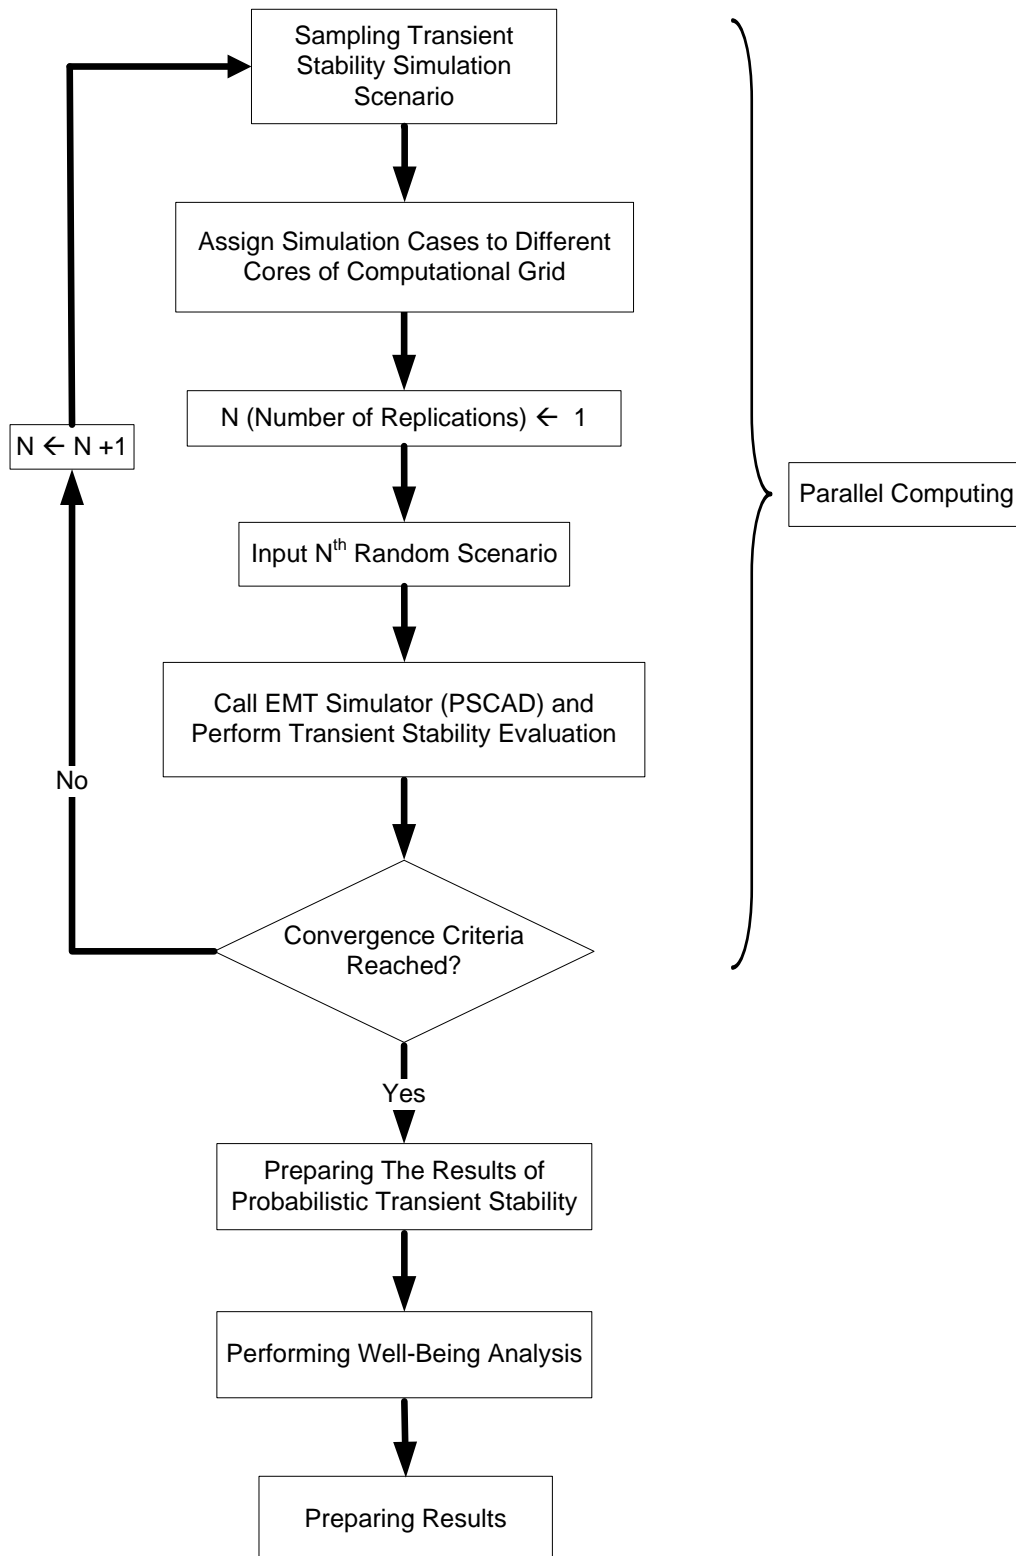 Sampling Transient
Stability Simulation
Scenario
Assign Simulation Cases to Different
Cores of Computational Grid
N (Number of Replications) ← 1
N ← N +1
Parallel Computing
Input Nth Random Scenario
Call EMT Simulator (PSCAD) and
Perform Transient Stability Evaluation
No
Convergence Criteria
Reached?
Yes
Preparing The Results of
Probabilistic Transient Stability
Performing Well-Being Analysis
Preparing Results